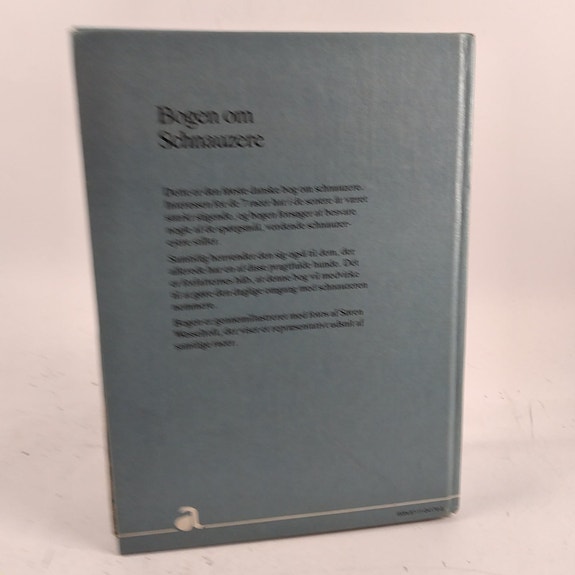 Bogen om
Schnauzere
Dette er den første danske bog om schnauzere.
Interessen for de 7 racer har i de senere år været
stærkt stigende, og bogen forsøger at besvare
nogle af de spørgsmål, vordende schnauzer-
ejere stiller.
Samtidig henvender den sig også til dem, der
allerede har en af disse pragtfulde hunde. Det
er forfatternes håb, at denne bog vil medvirke
til at gøre den daglige omgang med schnauzeren
nemmere.
Bogen er gennemillustreret med fotos af Søren
Wesseltoft, der viser et repræsentativt udsnit af
samtlige racer.
a